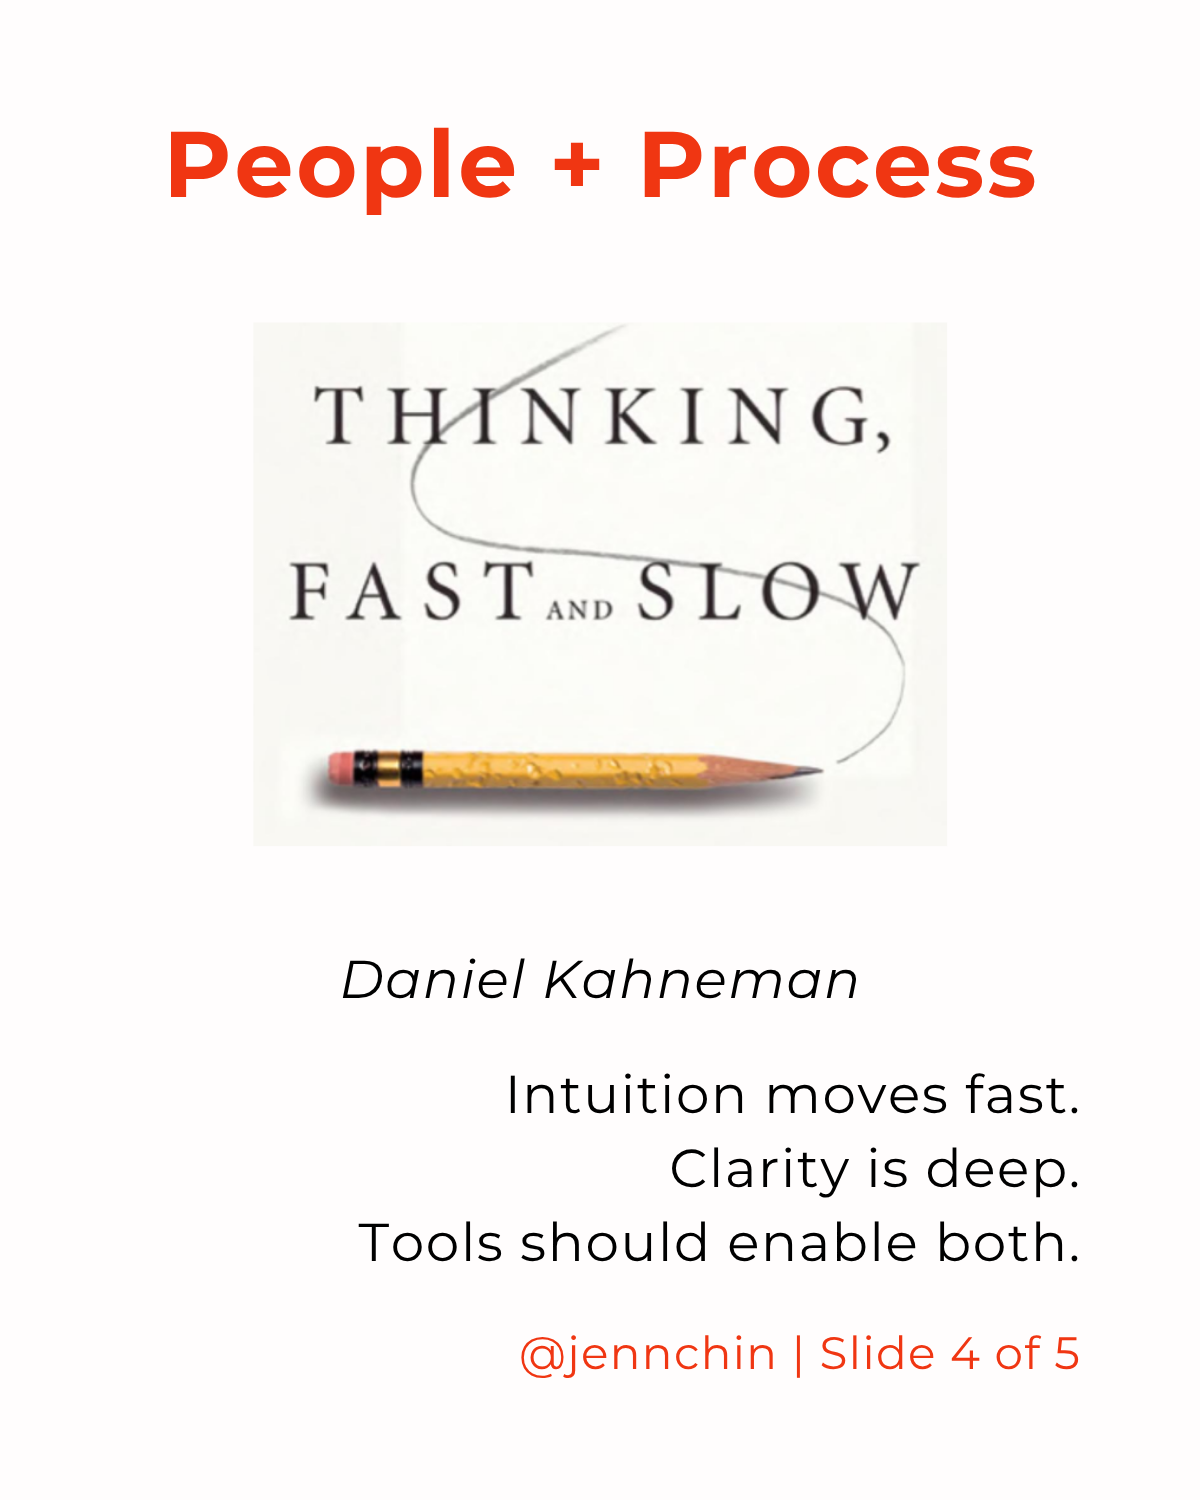 People + Process
THINKING,
FAST AND SLOW
Daniel Kahneman
Intuition moves fast.
Clarity is deep.
Tools should enable both.
@jennchin | Slide 4 of 5